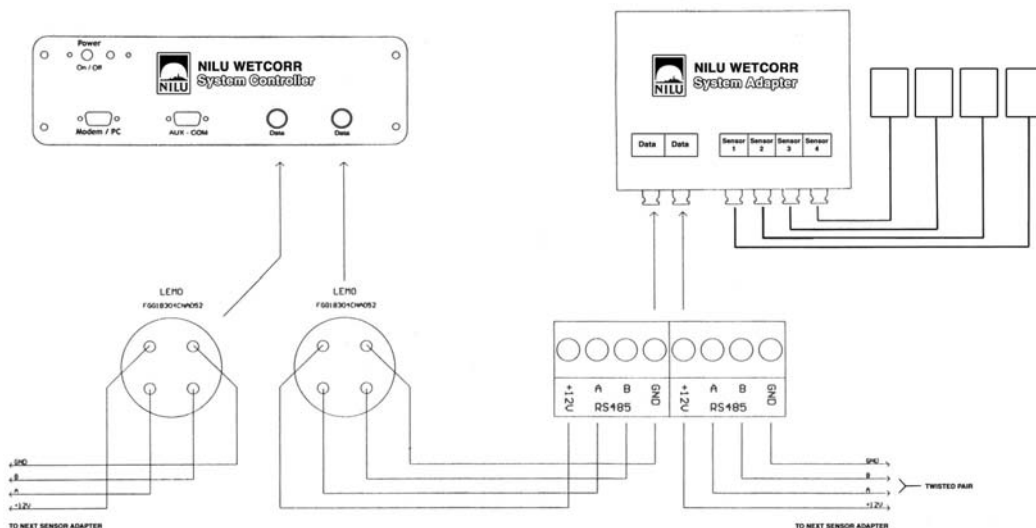 Power
On / Off
NILU
NILU WETCORR
System Controller
Modem / PC
AUX - COM
Data
Data
NILU
NILU WETCORR
System Adapter
Data
Data
Sensor 1
Sensor 2
Sensor 3
Sensor 4
LEMO
LEMO
+12V
A
B
GND
RS485
+12V
A
B
GND
RS485
GND
B
A
+12V
TO NEXT SENSOR ADAPTER
GND
B
A
+12V
TWISTED PAIR
TO NEXT SENSOR ADAPTER